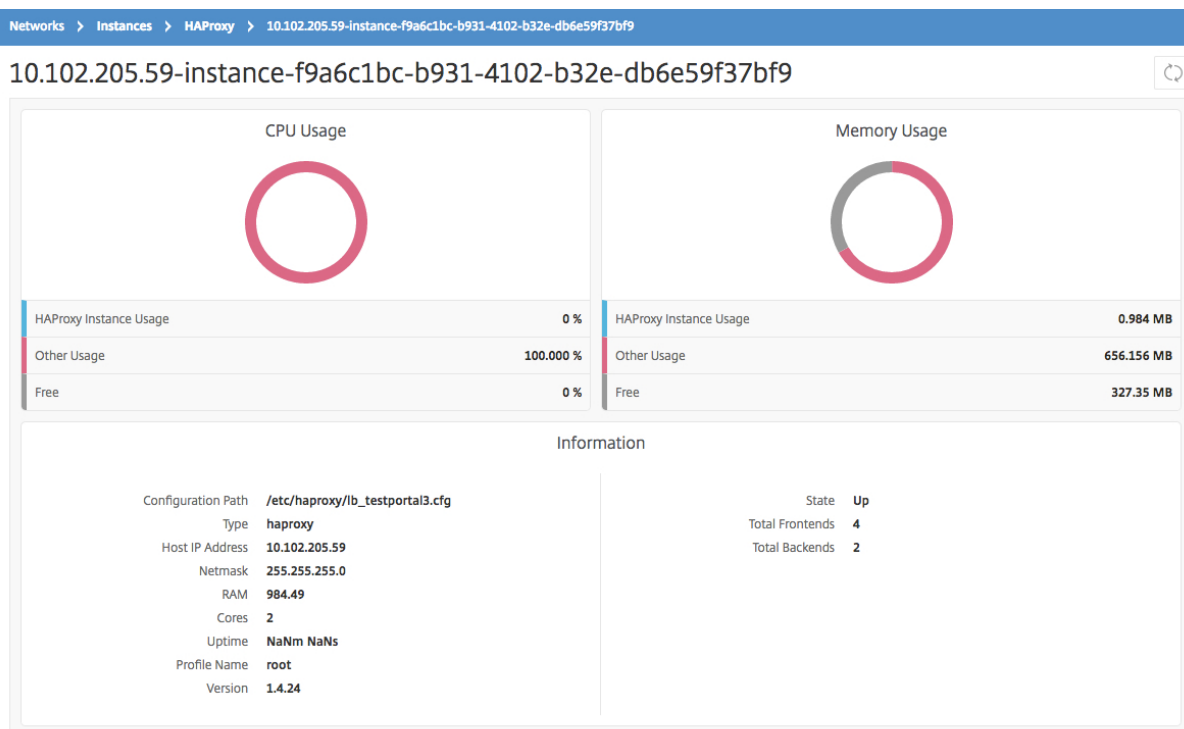 Networks > Instances > HAProxy > 10.102.205.59-instance-f9a6c1bc-b931-4102-b32e-db6e59f37bf9
10.102.205.59-instance-f9a6c1bc-b931-4102-b32e-db6e59f37bf9
CPU Usage
HAProxy Instance Usage 0 %
Other Usage 100.000 %
Free 0 %
Memory Usage
HAProxy Instance Usage 0.984 MB
Other Usage 656.156 MB
Free 327.35 MB
Information
Configuration Path /etc/haproxy/lb_testportal3.cfg
Type haproxy
Host IP Address 10.102.205.59
Netmask 255.255.255.0
RAM 984.49
Cores 2
Uptime NaNm NaNs
Profile Name root
Version 1.4.24
State Up
Total Frontends 4
Total Backends 2